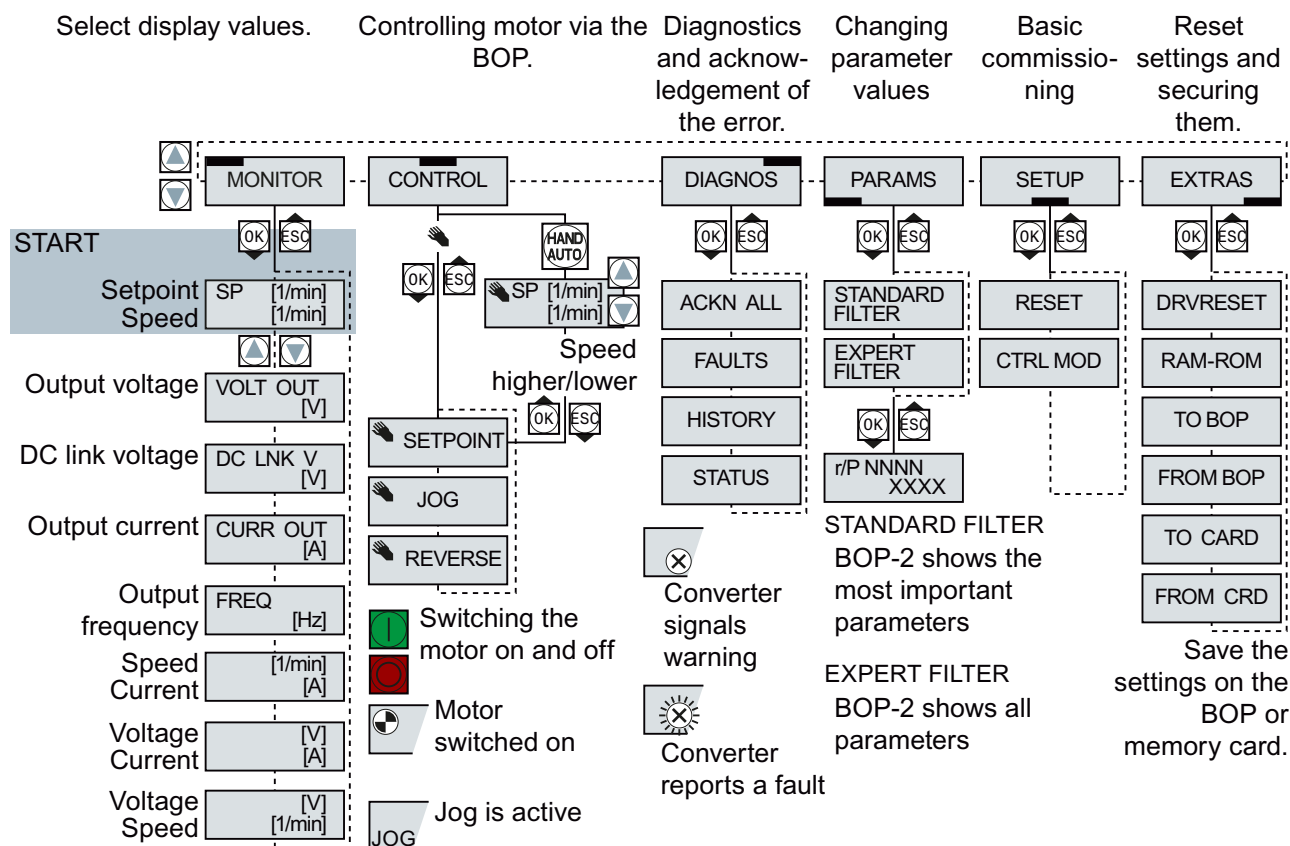 Select display values.
Controlling motor via the
BOP.
Diagnostics
and acknow-
ledgement of
the error.
Changing
parameter
values
Basic
commissio-
ning
Reset
settings and
securing
them.
MONITOR
CONTROL
DIAGNOS
PARAMS
SETUP
EXTRAS
OK ESC
START
Setpoint
Speed
SP [1/min]
[1/min]
Output voltage
VOLT OUT
[V]
DC link voltage
DC LNK V
[V]
Output current
CURR OUT
[A]
Output
frequency
FREQ
[Hz]
Speed
Current
[1/min]
[A]
Voltage
Current
[V]
[A]
Voltage
Speed
[V]
[1/min]
HAND
AUTO
OK ESC
SP [1/min]
[1/min]
Speed
higher/lower
OK ESC
SETPOINT
JOG
REVERSE
Switching the
motor on and off
Motor
switched on
JOG
Jog is active
OK ESC
ACKN ALL
FAULTS
HISTORY
STATUS
Converter
signals
warning
Converter
reports a fault
OK ESC
STANDARD
FILTER
EXPERT
FILTER
OK ESC
r/P NNNN
XXXX
STANDARD FILTER
BOP-2 shows the
most important
parameters
EXPERT FILTER
BOP-2 shows all
parameters
OK ESC
RESET
CTRL MOD
OK ESC
DRVRESET
RAM-ROM
TO BOP
FROM BOP
TO CARD
FROM CRD
Save the
settings on the
BOP or
memory card.